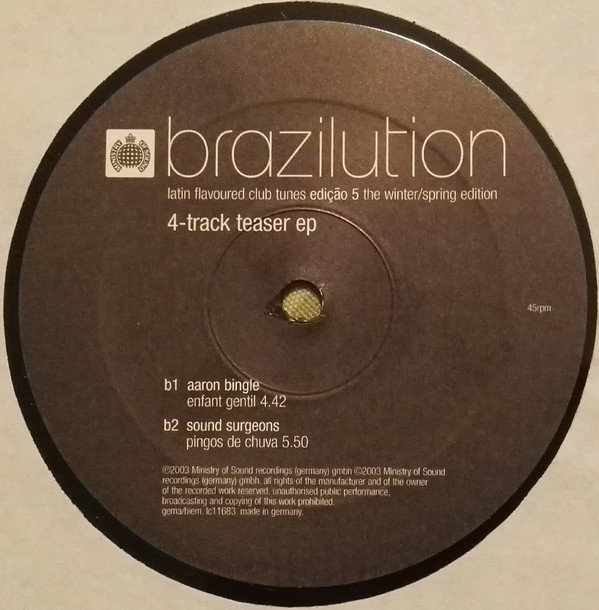 MINISTRY OF SOUND
brazilution
latin flavoured club tunes edição 5 the winter/spring edition
4-track teaser ep
45rpm
b1 aaron bingle
enfant gentil 4.42
b2 sound surgeons
pingos de chuva 5.50
℗2003 Ministry of Sound recordings (germany) gmbh ©2003 Ministry of Sound
recordings (germany) gmbh. all rights of the manufacturer and of the owner
of the recorded work reserved. unauthorised public performance,
broadcasting and copying of this work prohibited.
gema/biem. lc11683. made in germany.